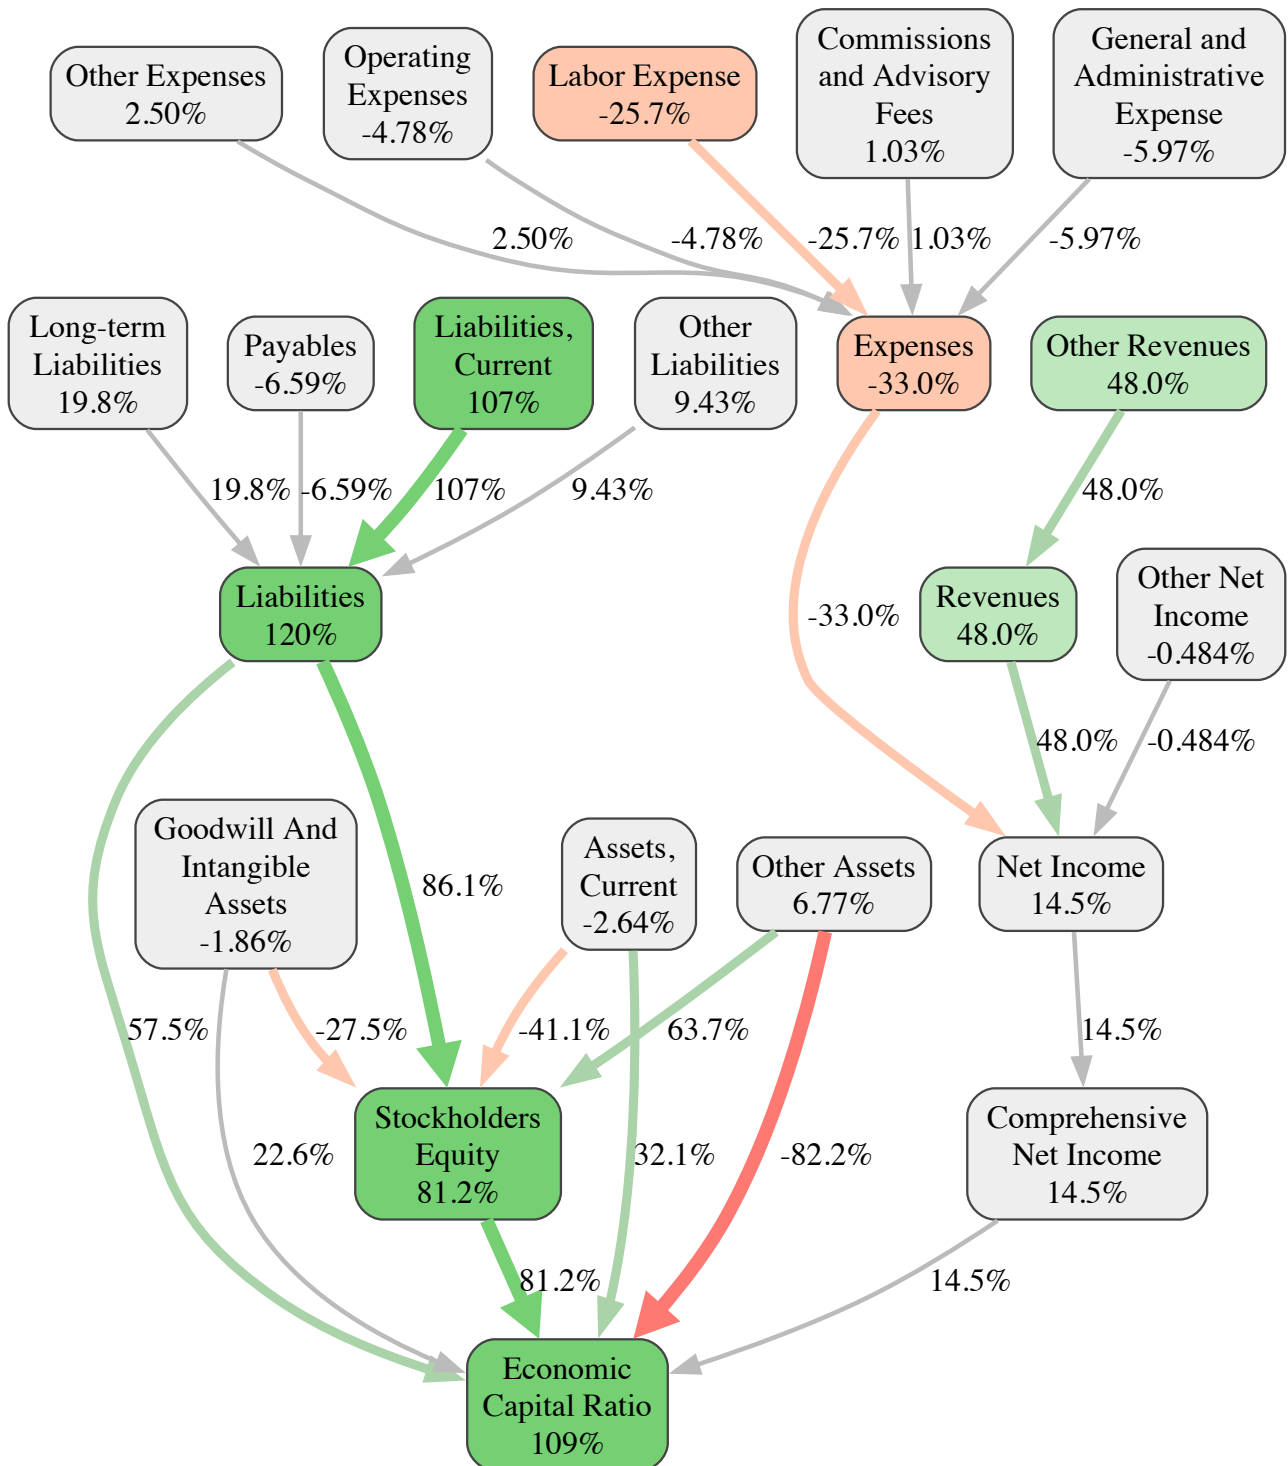 Other Expenses
2.50%
Operating
Expenses
-4.78%
Labor Expense
-25.7%
Commissions
and Advisory
Fees
1.03%
General and
Administrative
Expense
-5.97%
2.50%
-4.78%
-25.7%
1.03%
-5.97%
Long-term
Liabilities
19.8%
Payables
-6.59%
Liabilities,
Current
107%
Other
Liabilities
9.43%
Expenses
-33.0%
Other Revenues
48.0%
19.8%
-6.59%
107%
9.43%
48.0%
Liabilities
120%
-33.0%
Revenues
48.0%
Other Net
Income
-0.484%
48.0%
-0.484%
Goodwill And
Intangible
Assets
-1.86%
86.1%
Assets,
Current
-2.64%
Other Assets
6.77%
Net Income
14.5%
57.5%
-27.5%
-41.1%
63.7%
14.5%
Stockholders
Equity
81.2%
22.6%
32.1%
-82.2%
Comprehensive
Net Income
14.5%
81.2%
14.5%
Economic
Capital Ratio
109%